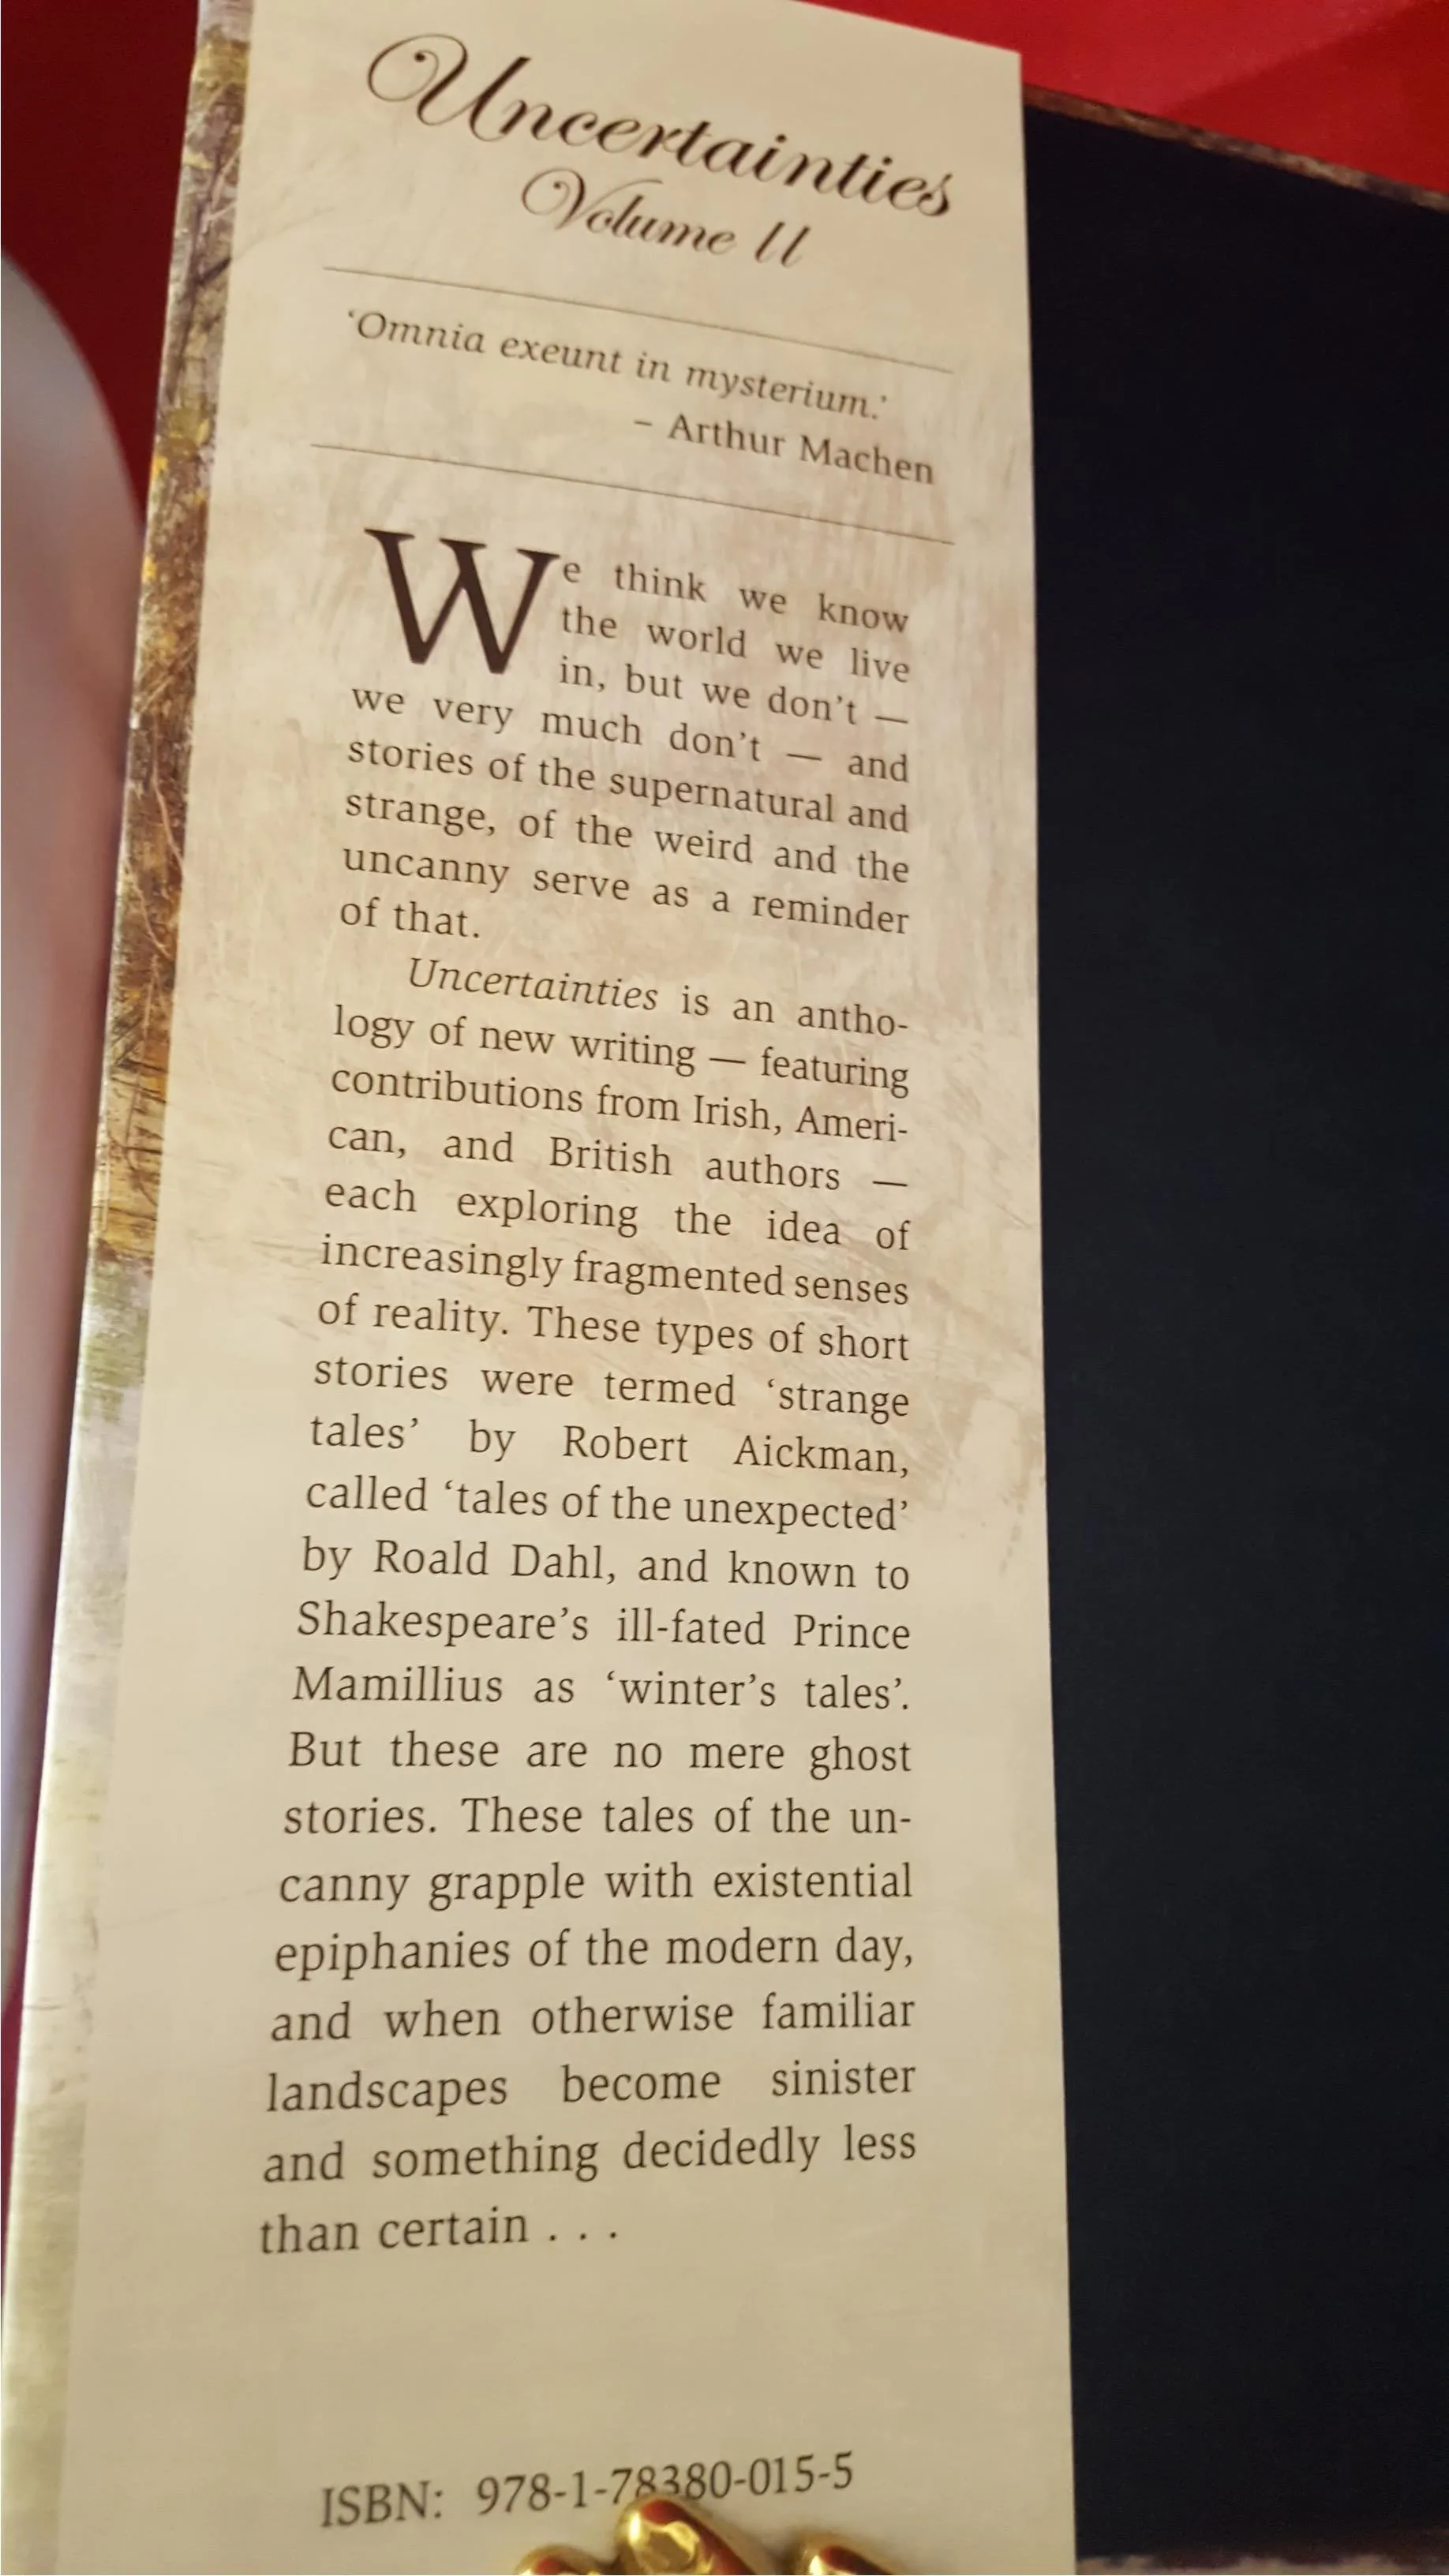 Uncertainties
Volume II
‘Omnia exeunt in mysterium.’
– Arthur Machen
We think we know
the world we live
in, but we don’t —
we very much don’t — and
stories of the supernatural and
strange, of the weird and the
uncanny serve as a reminder
of that.
Uncertainties is an antho-
logy of new writing — featuring
contributions from Irish, Ameri-
can, and British authors —
each exploring the idea of
increasingly fragmented senses
of reality. These types of short
stories were termed ‘strange
tales’ by Robert Aickman,
called ‘tales of the unexpected’
by Roald Dahl, and known to
Shakespeare’s ill-fated Prince
Mamillius as ‘winter’s tales’.
But these are no mere ghost
stories. These tales of the un-
canny grapple with existential
epiphanies of the modern day,
and when otherwise familiar
landscapes become sinister
and something decidedly less
than certain . . .
ISBN: 978-1-78380-015-5